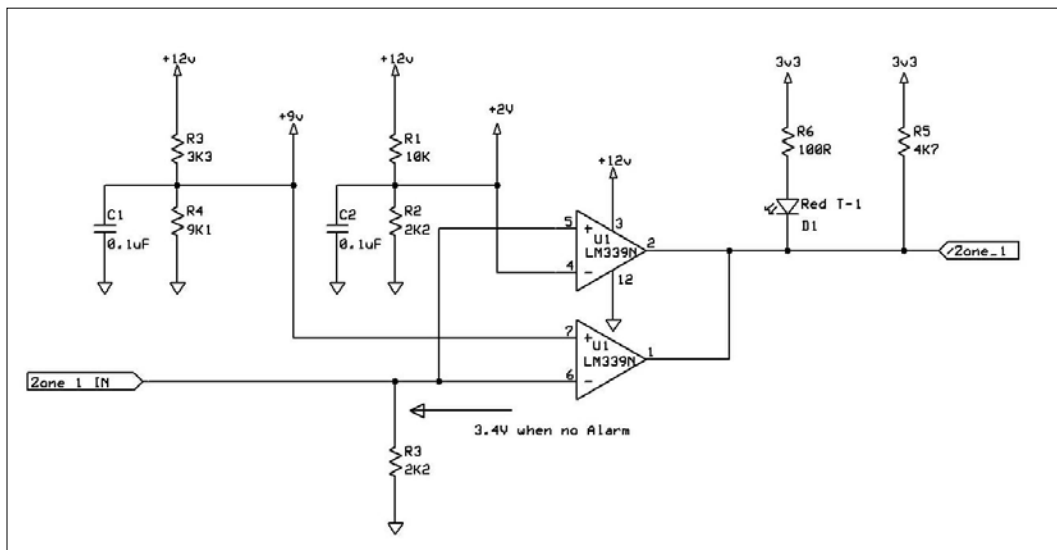 +12v
+12v
3v3
3v3
+9v
+2V
R3
3K3
R1
10K
R6
100R
R5
4K7
+12v
C1
0.1uF
R4
9K1
C2
0.1uF
R2
2K2
Red T-1
D1
5
+
3
U1
LM339N
2
4
-
12
/Zone_1
7
+
U1
LM339N
1
6
-
Zone 1 IN
3.4V when no Alarm
R3
2K2